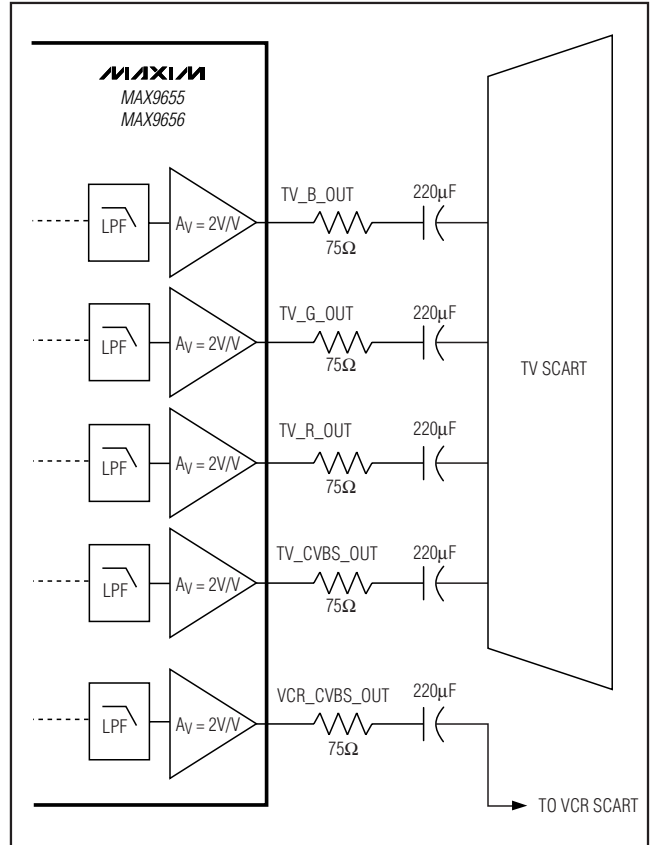 MAXIM
MAX9655
MAX9656
TV_B_OUT
220μF
LPF
AV = 2V/V
75Ω
TV_G_OUT
220μF
LPF
AV = 2V/V
75Ω
TV SCART
TV_R_OUT
220μF
LPF
AV = 2V/V
75Ω
TV_CVBS_OUT
220μF
LPF
AV = 2V/V
75Ω
VCR_CVBS_OUT
220μF
LPF
AV = 2V/V
75Ω
TO VCR SCART